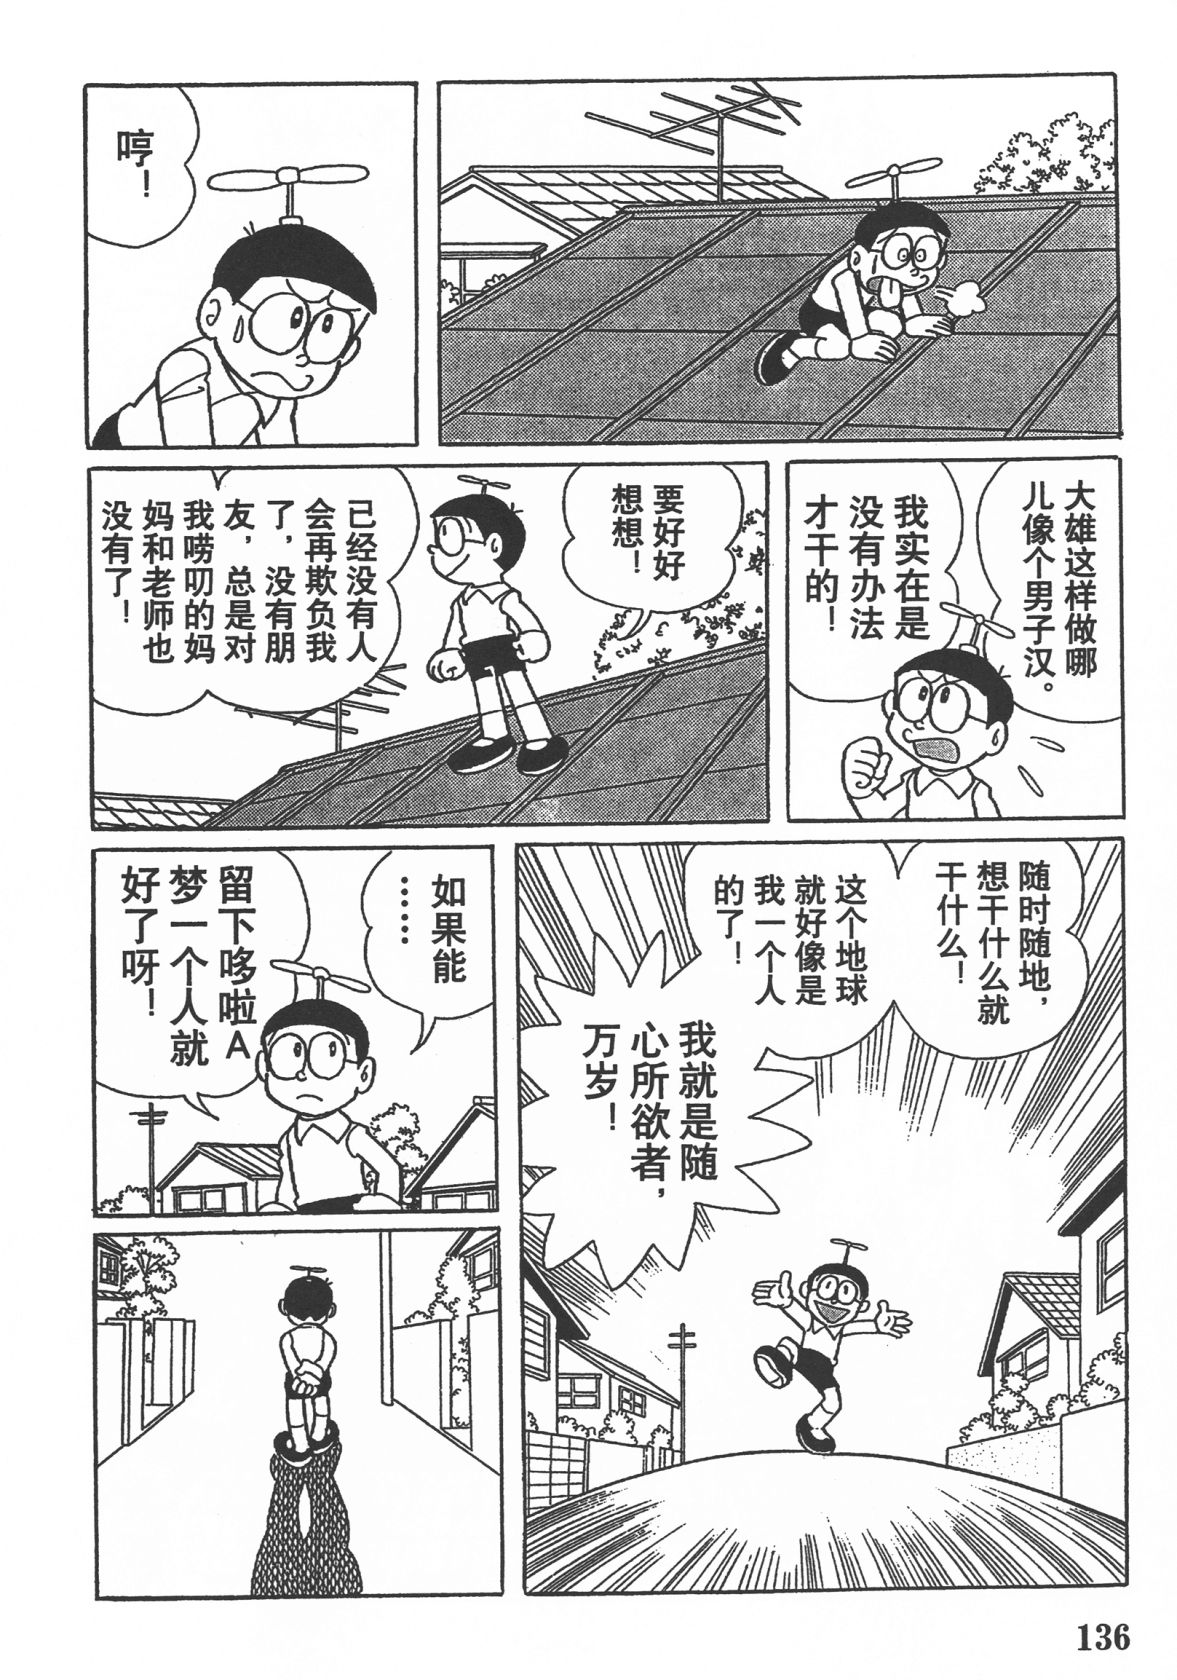 哼！
大雄这样做哪
儿像个男子汉。
我实在是
没有办法
才干的！
要好好
想想！
已经没有人
会再欺负我
了，没有朋
友，总是对
我唠叨的妈
妈和老师也
没有了！
随时随地，
想干什么就
干什么！
这个地球
就好像是
我一个人
的了！
我就是随
心所欲者，
万岁！
如果能
……
留下哆啦A
梦一个人就
好了呀！
136